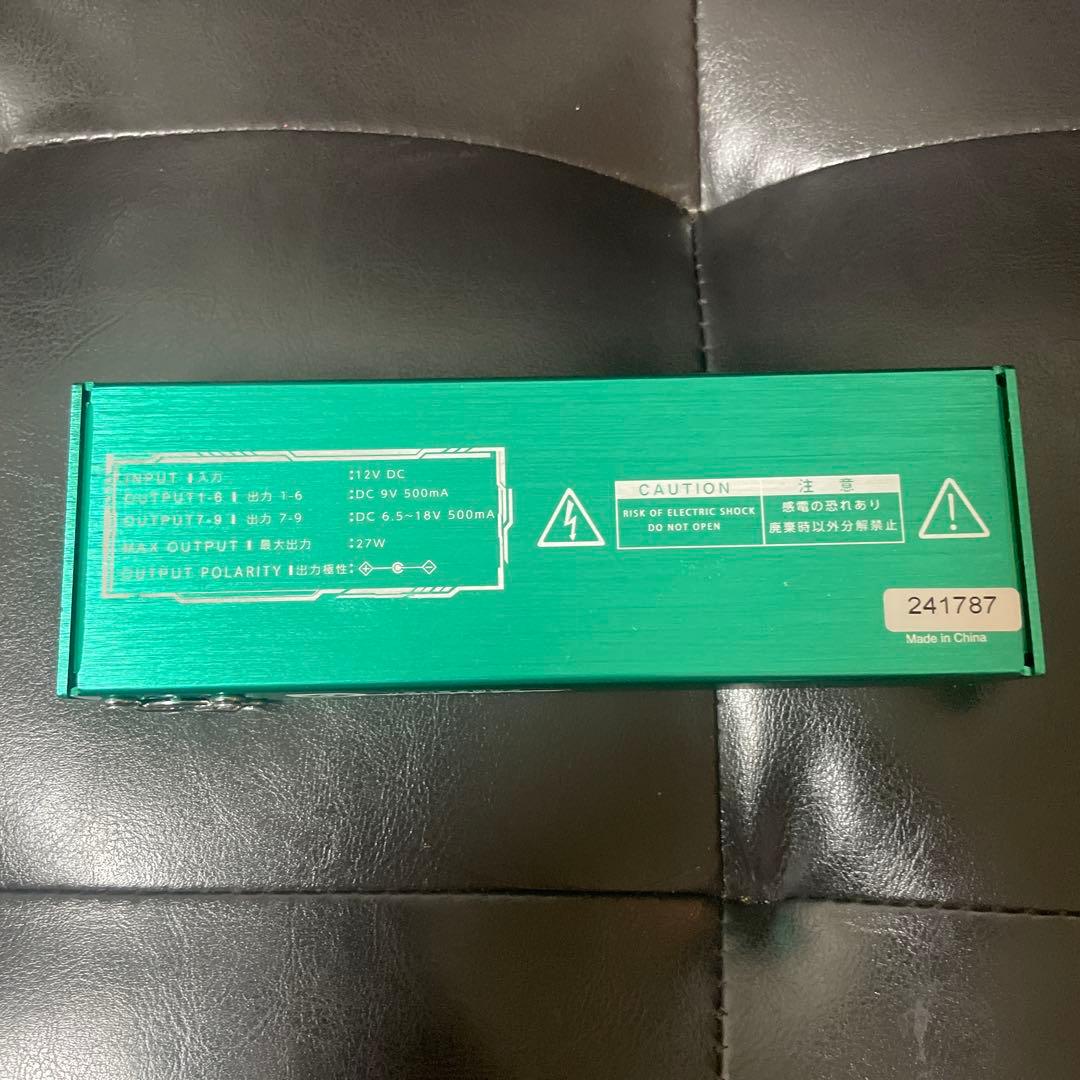 INPUT 入力 :12V DC
OUTPUT1-6 出力 1-6 :DC 9V 500mA
OUTPUT7-9 出力 7-9 :DC 6.5~18V 500mA
MAX OUTPUT 最大出力 :27W
OUTPUT POLARITY 出力極性:
CAUTION
RISK OF ELECTRIC SHOCK
DO NOT OPEN
注 意
感電の恐れあり
廃棄時以外分解禁止
241787
Made in China